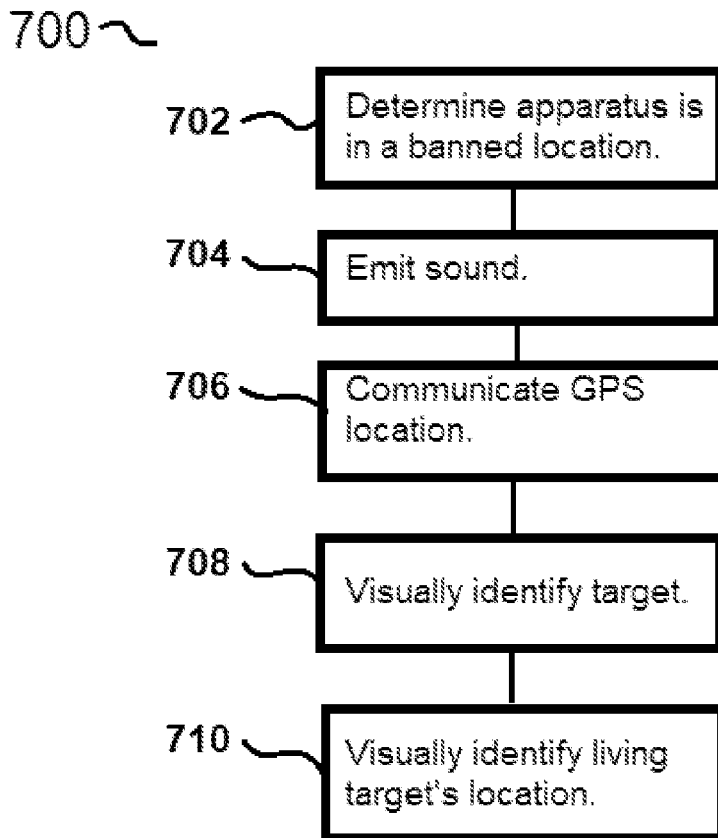 700
702
Determine apparatus is
in a banned location.
704
Emit sound.
706
Communicate GPS
location.
708
Visually identify target.
710
Visually identify living
target's location.